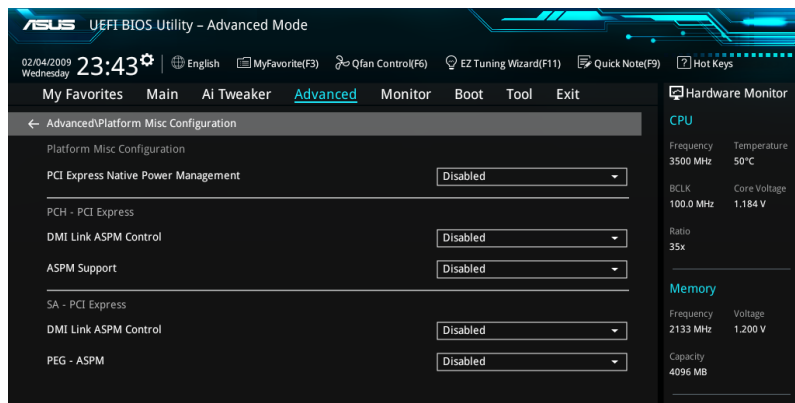 ASUS UEFI BIOS Utility – Advanced Mode
02/04/2009 Wednesday 23:43 English MyFavorite(F3) Qfan Control(F6) EZ Tuning Wizard(F11) Quick Note(F9) ? Hot Keys
My Favorites Main Ai Tweaker Advanced Monitor Boot Tool Exit
← Advanced\Platform Misc Configuration
Platform Misc Configuration
PCI Express Native Power Management Disabled
PCH - PCI Express
DMI Link ASPM Control Disabled
ASPM Support Disabled
SA - PCI Express
DMI Link ASPM Control Disabled
PEG - ASPM Disabled
Hardware Monitor
CPU
Frequency Temperature
3500 MHz 50°C
BCLK Core Voltage
100.0 MHz 1.184 V
Ratio
35x
Memory
Frequency Voltage
2133 MHz 1.200 V
Capacity
4096 MB